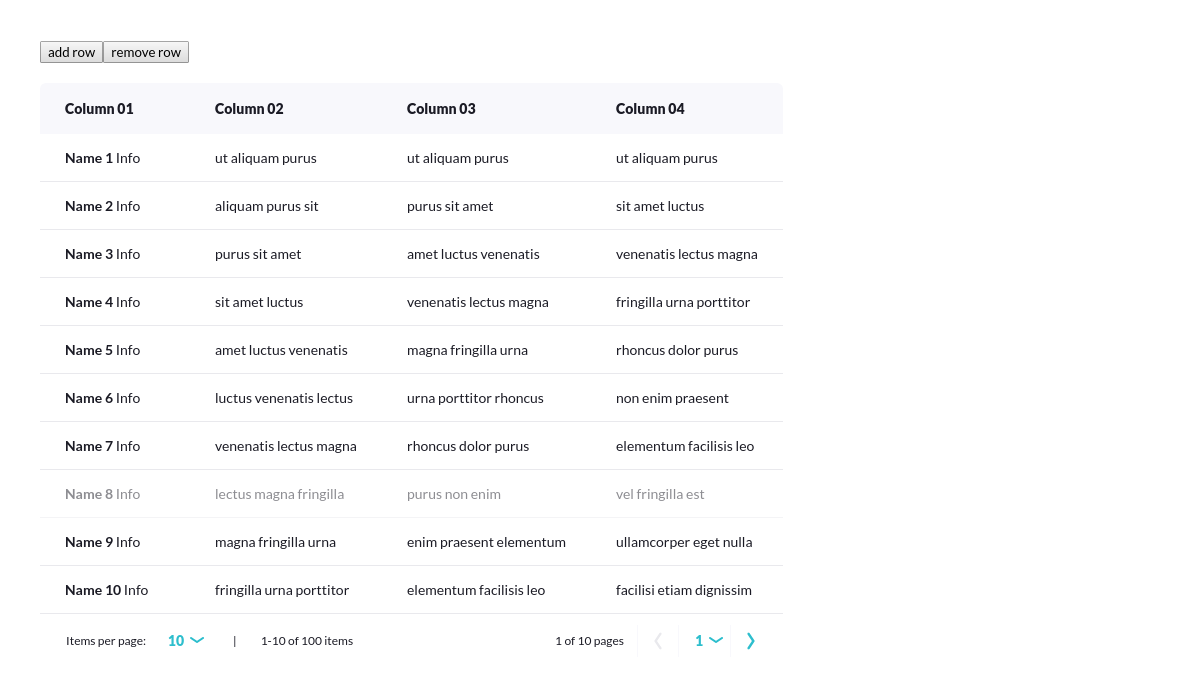 add row remove row
Column 01 Column 02 Column 03 Column 04
Name 1 Info ut aliquam purus ut aliquam purus ut aliquam purus
Name 2 Info aliquam purus sit purus sit amet sit amet luctus
Name 3 Info purus sit amet amet luctus venenatis venenatis lectus magna
Name 4 Info sit amet luctus venenatis lectus magna fringilla urna porttitor
Name 5 Info amet luctus venenatis magna fringilla urna rhoncus dolor purus
Name 6 Info luctus venenatis lectus urna porttitor rhoncus non enim praesent
Name 7 Info venenatis lectus magna rhoncus dolor purus elementum facilisis leo
Name 8 Info lectus magna fringilla purus non enim vel fringilla est
Name 9 Info magna fringilla urna enim praesent elementum ullamcorper eget nulla
Name 10 Info fringilla urna porttitor elementum facilisis leo facilisi etiam dignissim
Items per page: 10 | 1-10 of 100 items 1 of 10 pages 1